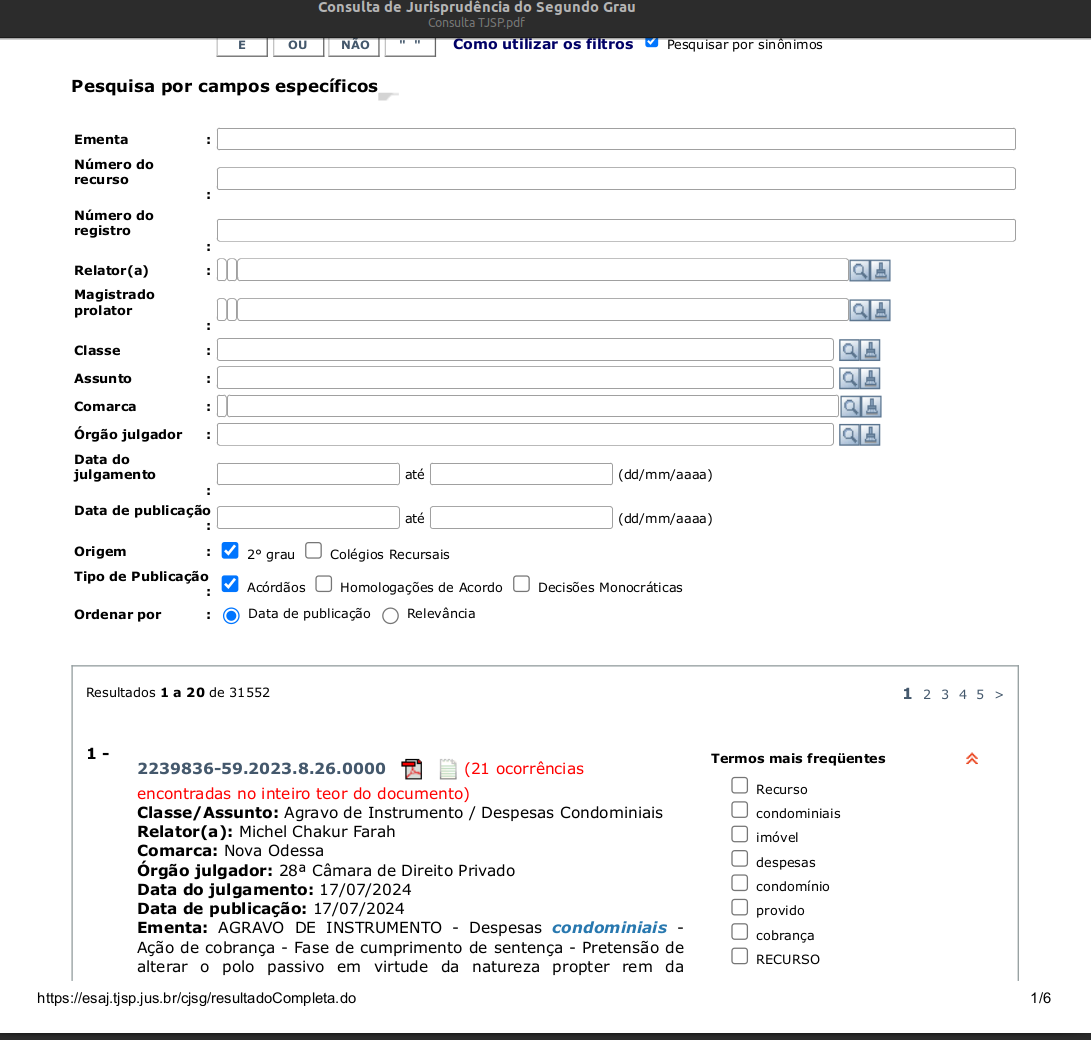 Consulta de Jurisprudência do Segundo Grau
Consulta TJSP.pdf
E OU NÃO " " Como utilizar os filtros Pesquisar por sinônimos
Pesquisa por campos específicos
Ementa :
Número do
recurso
:
Número do
registro
:
Relator(a) :
Magistrado
prolator
:
Classe :
Assunto :
Comarca :
Órgão julgador :
Data do
julgamento até (dd/mm/aaaa)
:
Data de publicação até (dd/mm/aaaa)
:
Origem : 2° grau Colégios Recursais
Tipo de Publicação
: Acórdãos Homologações de Acordo Decisões Monocráticas
Ordenar por : Data de publicação Relevância
Resultados 1 a 20 de 31552 1 2 3 4 5 >
1 -
2239836-59.2023.8.26.0000 (21 ocorrências
encontradas no inteiro teor do documento)
Classe/Assunto: Agravo de Instrumento / Despesas Condominiais
Relator(a): Michel Chakur Farah
Comarca: Nova Odessa
Órgão julgador: 28ª Câmara de Direito Privado
Data do julgamento: 17/07/2024
Data de publicação: 17/07/2024
Ementa: AGRAVO DE INSTRUMENTO - Despesas condominiais -
Ação de cobrança - Fase de cumprimento de sentença - Pretensão de
alterar o polo passivo em virtude da natureza propter rem da
Termos mais freqüentes
Recurso
condominiais
imóvel
despesas
condomínio
provido
cobrança
RECURSO
https://esaj.tjsp.jus.br/cjsg/resultadoCompleta.do 1/6